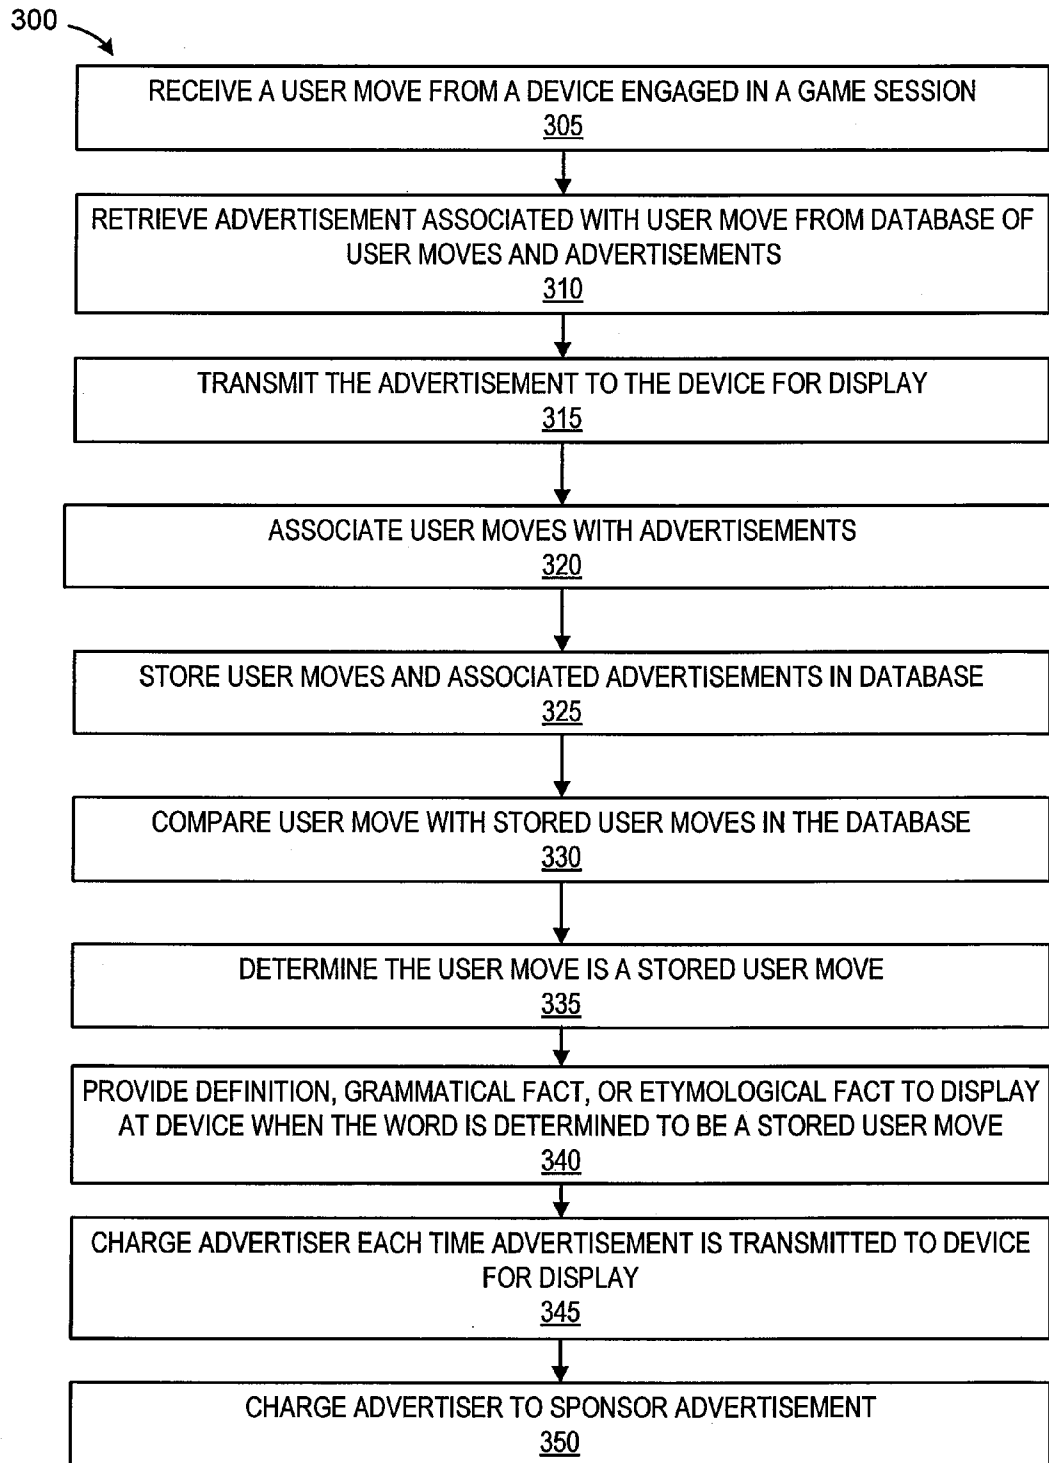 300
RECEIVE A USER MOVE FROM A DEVICE ENGAGED IN A GAME SESSION
305
RETRIEVE ADVERTISEMENT ASSOCIATED WITH USER MOVE FROM DATABASE OF
USER MOVES AND ADVERTISEMENTS
310
TRANSMIT THE ADVERTISEMENT TO THE DEVICE FOR DISPLAY
315
ASSOCIATE USER MOVES WITH ADVERTISEMENTS
320
STORE USER MOVES AND ASSOCIATED ADVERTISEMENTS IN DATABASE
325
COMPARE USER MOVE WITH STORED USER MOVES IN THE DATABASE
330
DETERMINE THE USER MOVE IS A STORED USER MOVE
335
PROVIDE DEFINITION, GRAMMATICAL FACT, OR ETYMOLOGICAL FACT TO DISPLAY
AT DEVICE WHEN THE WORD IS DETERMINED TO BE A STORED USER MOVE
340
CHARGE ADVERTISER EACH TIME ADVERTISEMENT IS TRANSMITTED TO DEVICE
FOR DISPLAY
345
CHARGE ADVERTISER TO SPONSOR ADVERTISEMENT
350